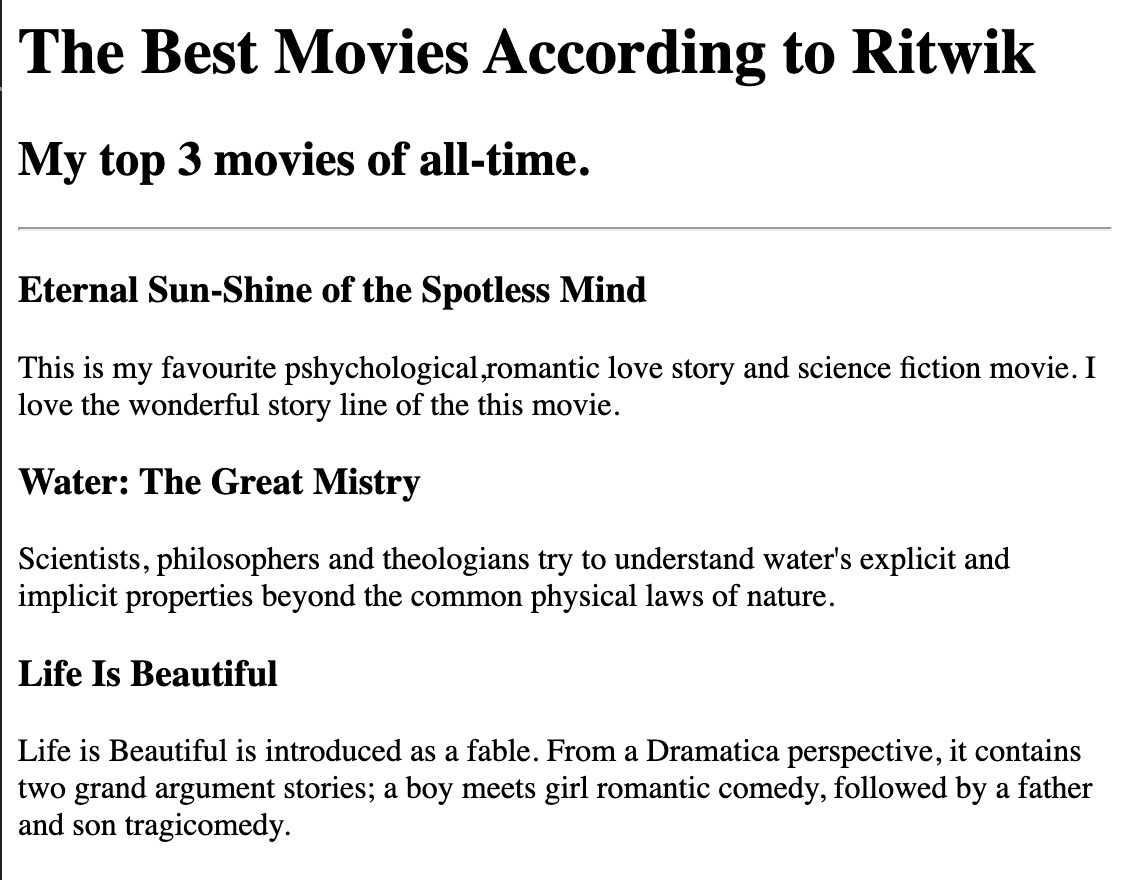 The Best Movies According to Ritwik
My top 3 movies of all-time.
Eternal Sun-Shine of the Spotless Mind
This is my favourite pshychological,romantic love story and science fiction movie. I
love the wonderful story line of the this movie.
Water: The Great Mistry
Scientists, philosophers and theologians try to understand water's explicit and
implicit properties beyond the common physical laws of nature.
Life Is Beautiful
Life is Beautiful is introduced as a fable. From a Dramatica perspective, it contains
two grand argument stories; a boy meets girl romantic comedy, followed by a father
and son tragicomedy.